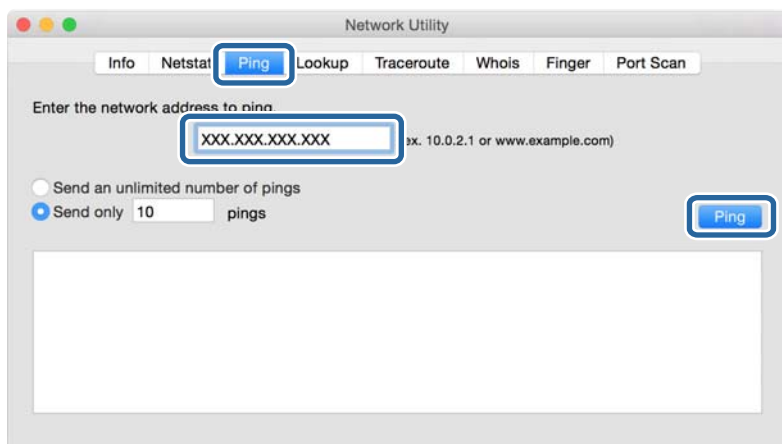 Network Utility
Info Netstat Ping Lookup Traceroute Whois Finger Port Scan
Enter the network address to ping.
XXX.XXX.XXX.XXX ex. 10.0.2.1 or www.example.com)
Send an unlimited number of pings
Send only 10 pings
Ping